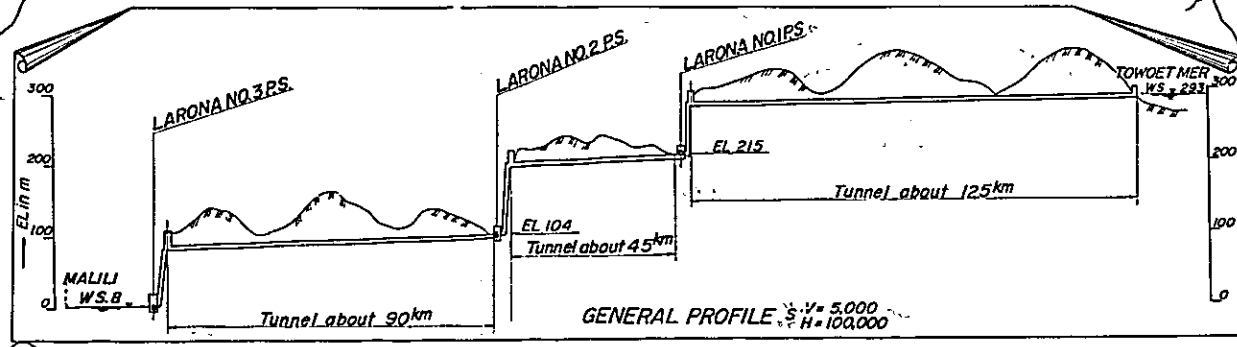 LARONA NO.3 P.S.
LARONA NO.2 P.S.
LARONA NO.1 P.S.
TOWOET MER
W.S. 293
300
200
100
0
EL in m
MALILI
W.S. 8
EL 104
EL 215
300
200
100
0
Tunnel about 90km
Tunnel about 45km
Tunnel about 125km
GENERAL PROFILE S: V= 5,000
H= 100,000